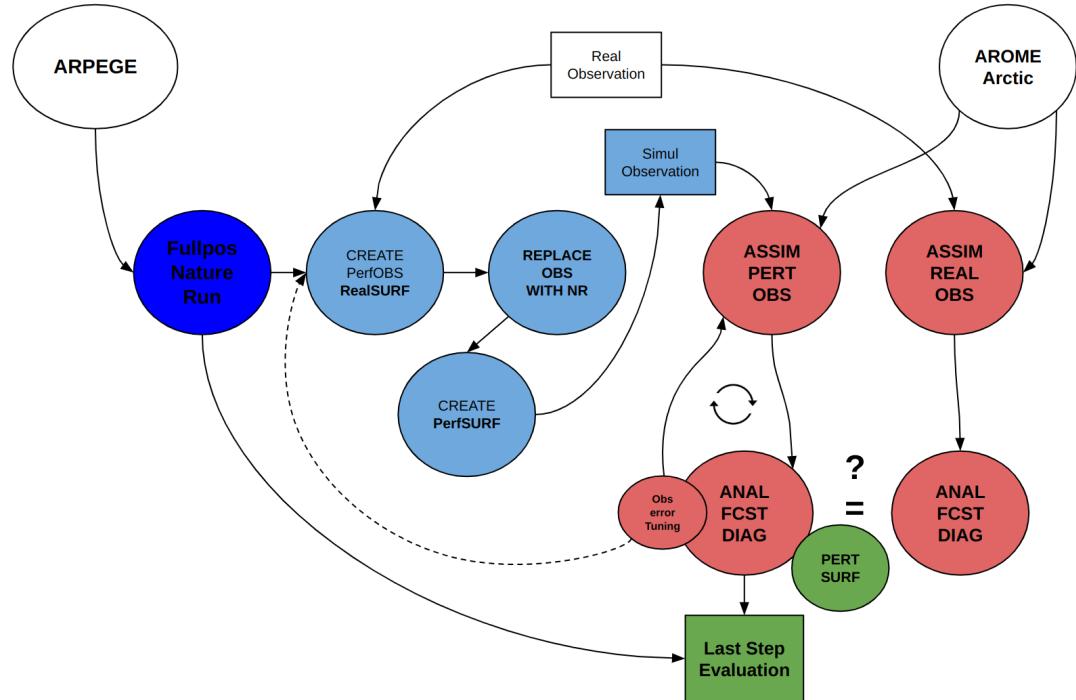 ARPEGE
Real
Observation
AROME
Arctic
Simul
Observation
Fullpos
Nature
Run
CREATE
PerfOBS
RealSURF
REPLACE
OBS
WITH NR
ASSIM
PERT
OBS
ASSIM
REAL
OBS
CREATE
PerfSURF
?
=
Obs
error
Tuning
ANAL
FCST
DIAG
ANAL
FCST
DIAG
PERT
SURF
Last Step
Evaluation